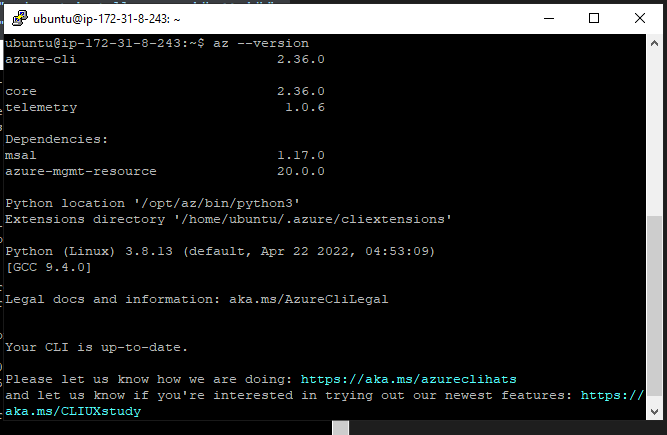 ubuntu@ip-172-31-8-243: ~
ubuntu@ip-172-31-8-243:~$ az --version
azure-cli 2.36.0
core 2.36.0
telemetry 1.0.6
Dependencies:
msal 1.17.0
azure-mgmt-resource 20.0.0
Python location '/opt/az/bin/python3'
Extensions directory '/home/ubuntu/.azure/cliextensions'
Python (Linux) 3.8.13 (default, Apr 22 2022, 04:53:09)
[GCC 9.4.0]
Legal docs and information: aka.ms/AzureCliLegal
Your CLI is up-to-date.
Please let us know how we are doing: https://aka.ms/azureclihats
and let us know if you're interested in trying out our newest features: https://
aka.ms/CLIUXstudy